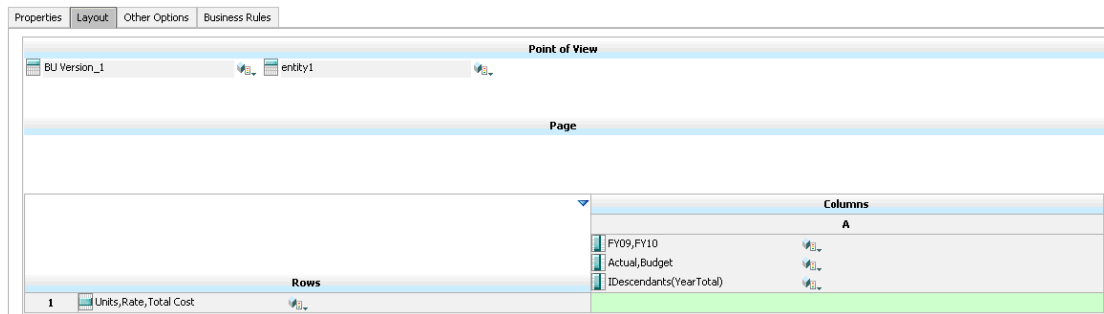 Properties Layout Other Options Business Rules
Point of View
BU Version_1 entity1
Page
Columns
A
FY09,FY10
Actual,Budget
IDescendants(YearTotal)
Rows
1 Units,Rate,Total Cost